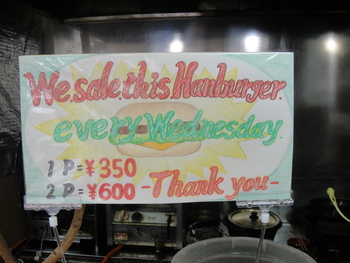 We.sale.this Hanburger.
every Wednesday.
1 P=¥350
2 P=¥600 -Thank you-